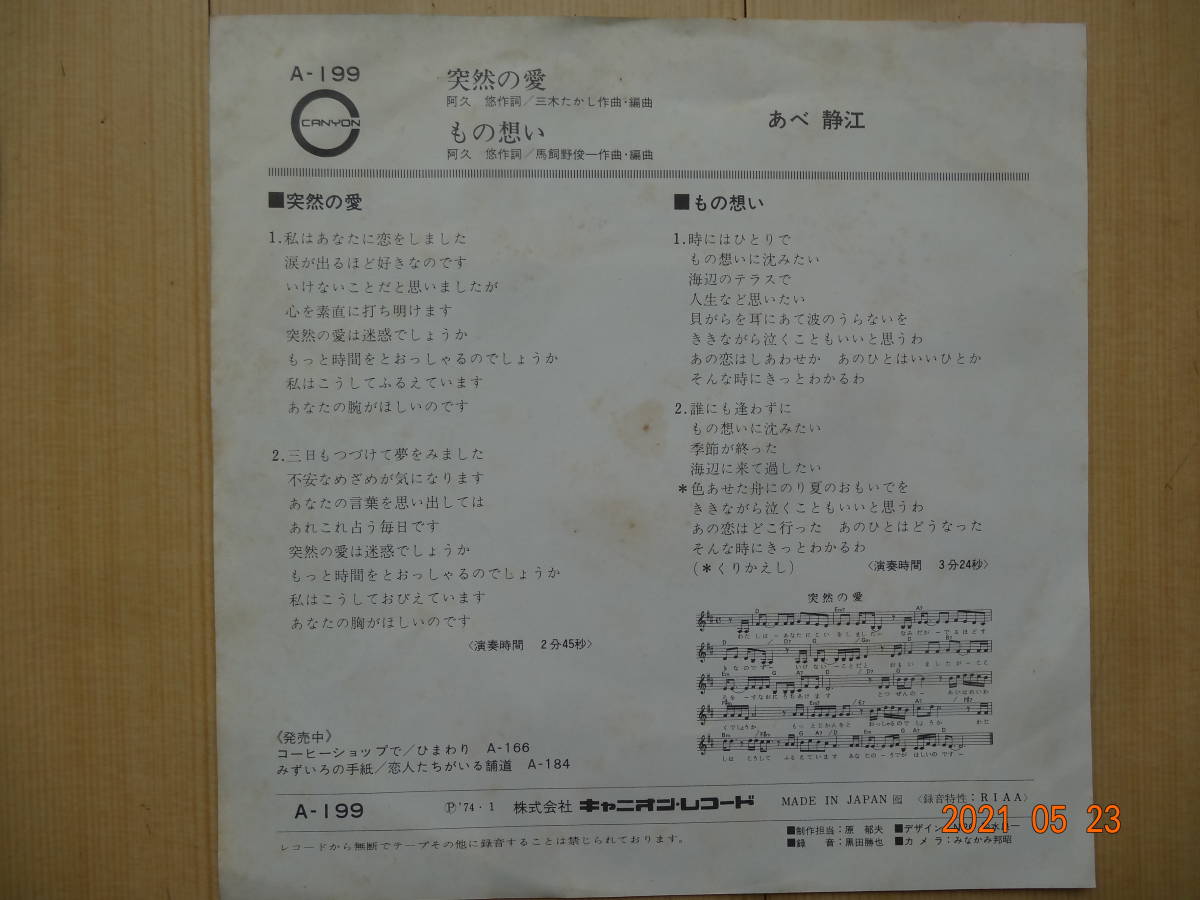 A-199
CANYON
突然の愛
阿久 悠作詞／三木たかし作曲・編曲
もの想い
阿久 悠作詞／馬飼野俊一作曲・編曲
あべ 静江
■突然の愛
1.私はあなたに恋をしました
涙が出るほど好きなのです
いけないことだと思いましたが
心を素直に打ち明けます
突然の愛は迷惑でしょうか
もっと時間をとおっしゃるのでしょうか
私はこうしてふるえています
あなたの腕がほしいのです
2.三日もつづけて夢をみました
不安なめざめが気になります
あなたの言葉を思い出しては
あれこれ占う毎日です
突然の愛は迷惑でしょうか
もっと時間をとおっしゃるのでしょうか
私はこうしておびえています
あなたの胸がほしいのです
〈演奏時間 2分45秒〉
■もの想い
1.時にはひとりで
もの想いに沈みたい
海辺のテラスで
人生など思いたい
貝がらを耳にあて波のうらないを
ききながら泣くこともいいと思うわ
あの恋はしあわせか あのひとはいいひとか
そんな時にきっとわかるわ
2.誰にも逢わずに
もの想いに沈みたい
季節が終った
海辺に来て過したい
＊色あせた舟にのり夏のおもいでを
ききながら泣くこともいいと思うわ
あの恋はどこ行った あのひとはどうなった
そんな時にきっとわかるわ
(＊くりかえし)
〈演奏時間 3分24秒〉
突然の愛
《発売中》
コーヒーショップで／ひまわり A-166
みずいろの手紙／恋人たちがいる舗道 A-184
A-199
Ⓟ'74・1
株式会社 キャニオン・レコード
MADE IN JAPAN
〈録音特性：RIAA〉
■制作担当：原 郁夫
■デザイン
■録 音：黒田勝也
■カ メ ラ：みなかみ邦昭
レコードから無断でテープその他に録音することは禁じられております。
2021 05 23